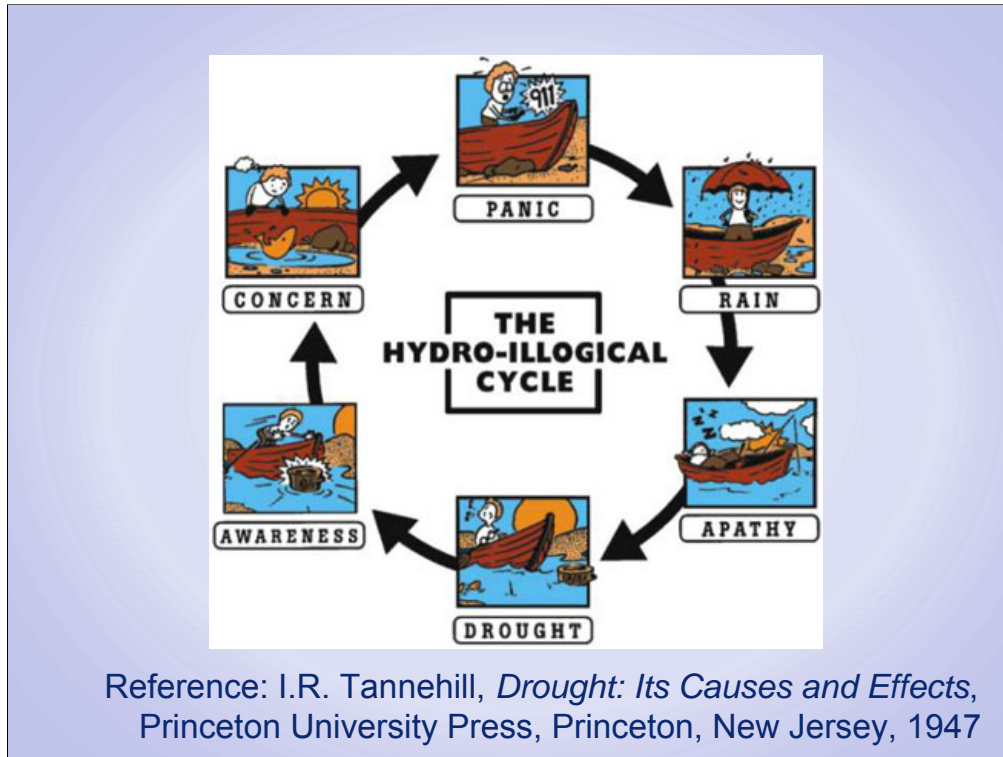 911
PANIC
RAIN
CONCERN
THE
HYDRO-ILLOGICAL
CYCLE
Z Z Z
APATHY
AWARENESS
DROUGHT
Reference: I.R. Tannehill, Drought: Its Causes and Effects,
Princeton University Press, Princeton, New Jersey, 1947